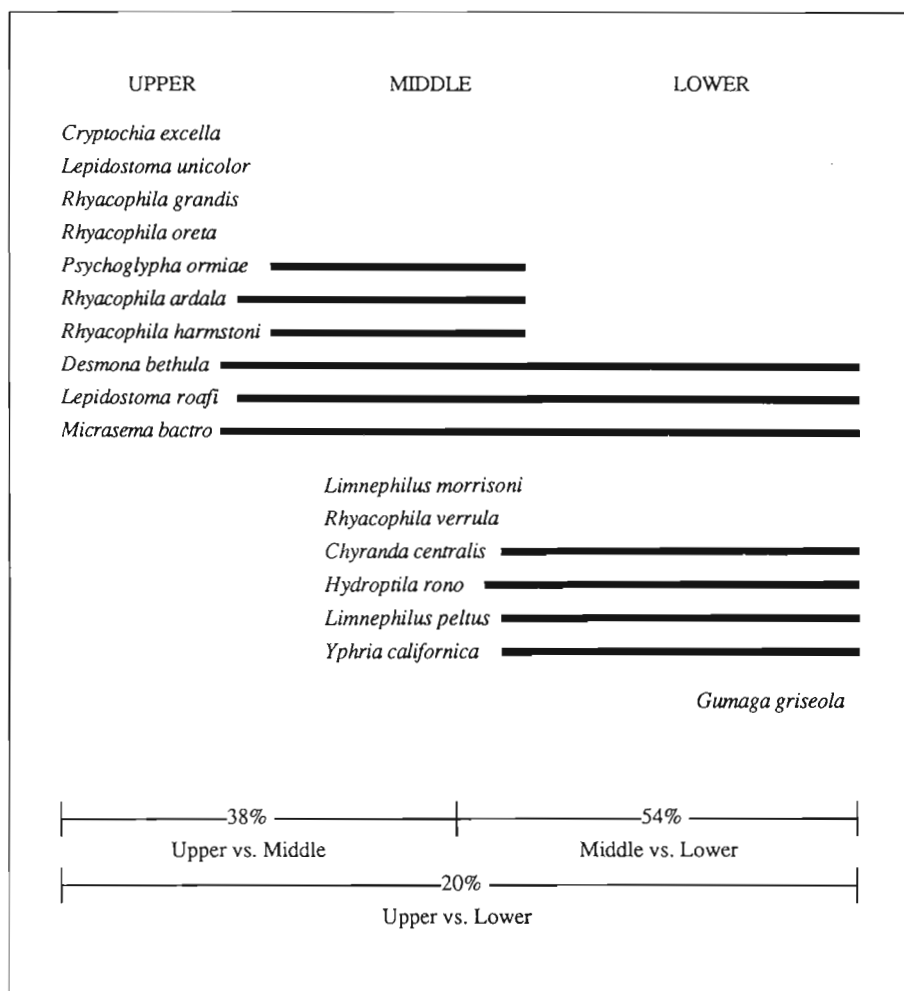 UPPER MIDDLE LOWER
Cryptochia excella
Lepidostoma unicolor
Rhyacophila grandis
Rhyacophila oreta
Psychoglypha ormiae
Rhyacophila ardala
Rhyacophila harmstoni
Desmona bethula
Lepidostoma roafi
Micrasema bactro
Limnephilus morrisoni
Rhyacophila verrula
Chyranda centralis
Hydroptila rono
Limnephilus peltus
Yphria californica
Gumaga griseola
38% 54%
Upper vs. Middle Middle vs. Lower
20%
Upper vs. Lower